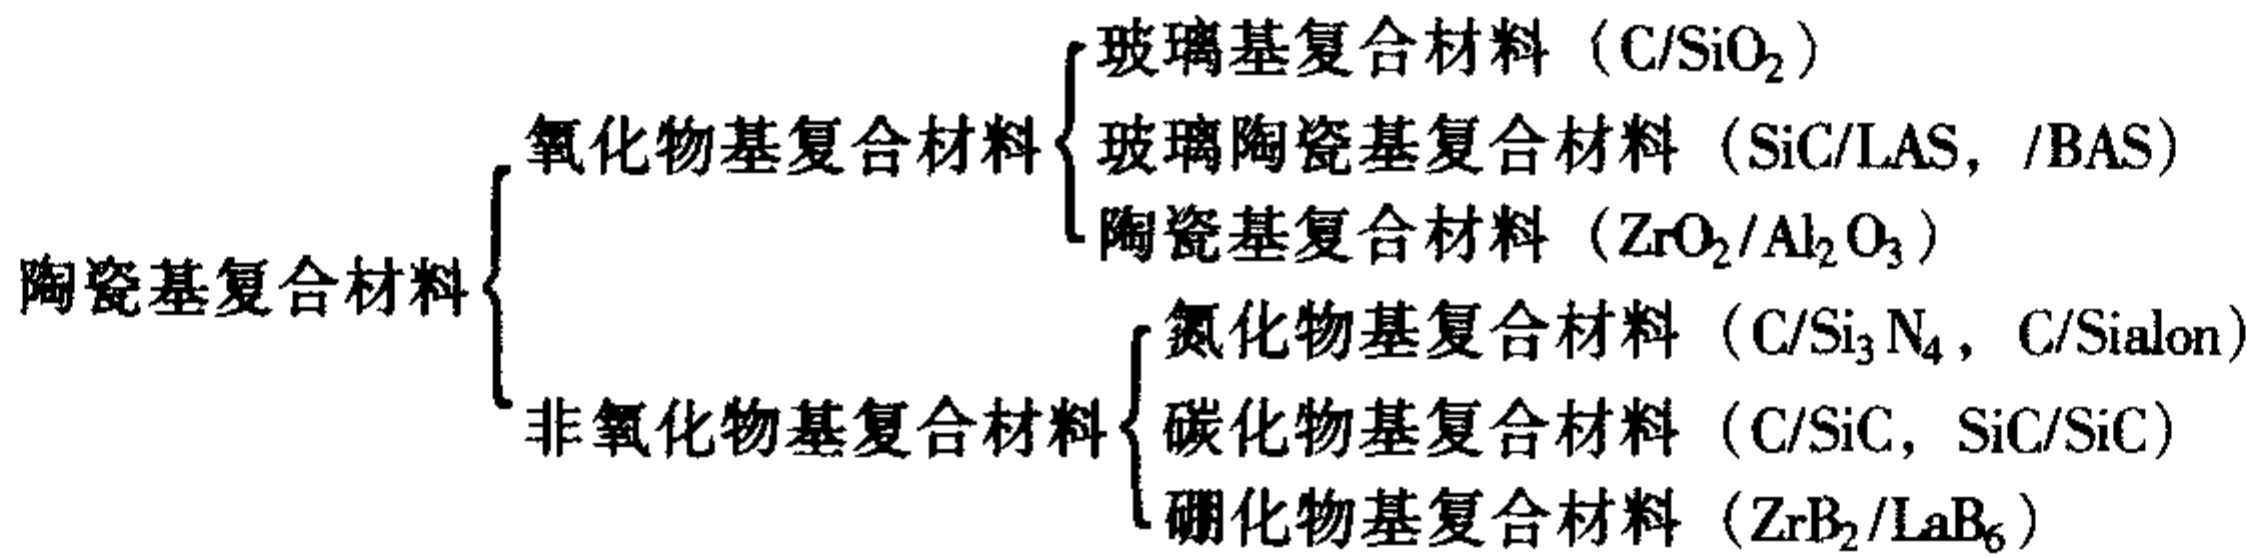 玻璃基复合材料（C/SiO₂）
氧化物基复合材料
玻璃陶瓷基复合材料（SiC/LAS，/BAS）
陶瓷基复合材料（ZrO₂/Al₂O₃）
陶瓷基复合材料
氮化物基复合材料（C/Si₃N₄，C/Sialon）
非氧化物基复合材料
碳化物基复合材料（C/SiC，SiC/SiC）
硼化物基复合材料（ZrB₂/LaB₆）